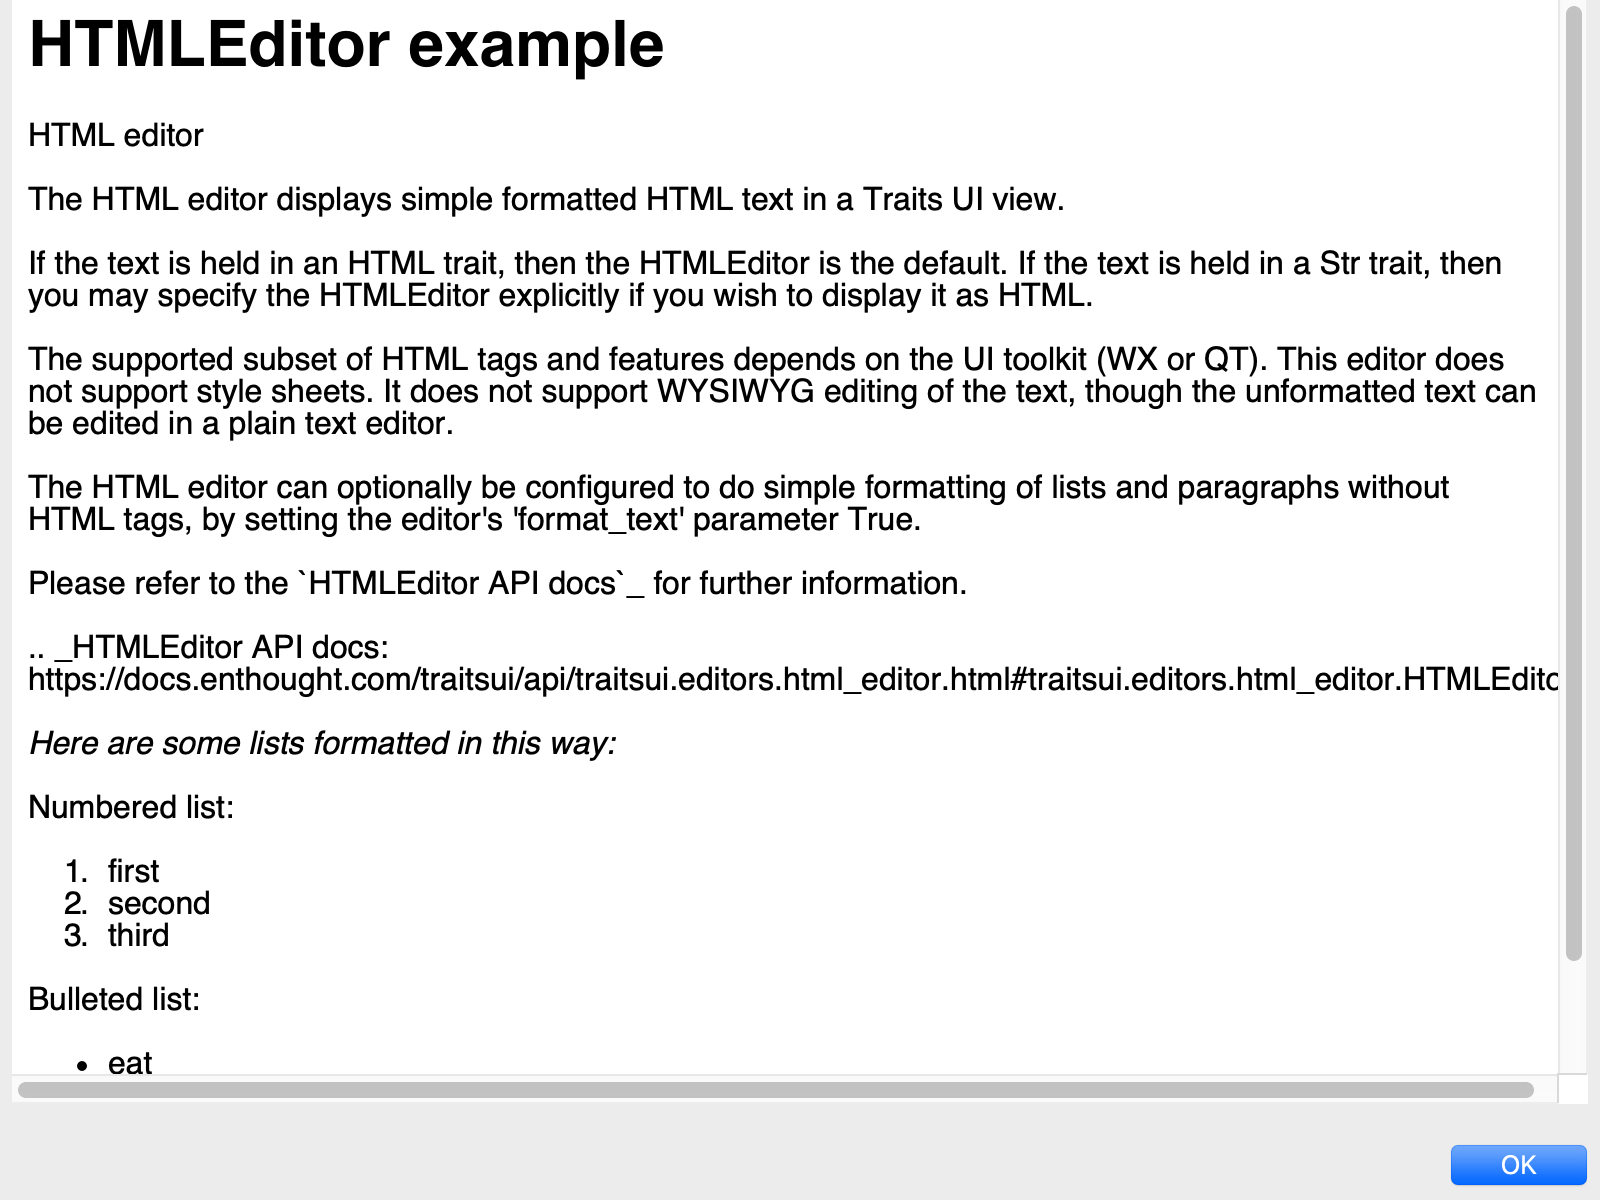 HTMLEditor example
HTML editor
The HTML editor displays simple formatted HTML text in a Traits UI view.
If the text is held in an HTML trait, then the HTMLEditor is the default. If the text is held in a Str trait, then
you may specify the HTMLEditor explicitly if you wish to display it as HTML.
The supported subset of HTML tags and features depends on the UI toolkit (WX or QT). This editor does
not support style sheets. It does not support WYSIWYG editing of the text, though the unformatted text can
be edited in a plain text editor.
The HTML editor can optionally be configured to do simple formatting of lists and paragraphs without
HTML tags, by setting the editor's 'format_text' parameter True.
Please refer to the `HTMLEditor API docs`_ for further information.
.. _HTMLEditor API docs:
https://docs.enthought.com/traitsui/api/traitsui.editors.html_editor.html#traitsui.editors.html_editor.HTMLEditc
Here are some lists formatted in this way:
Numbered list:
1. first
2. second
3. third
Bulleted list:
• eat
OK